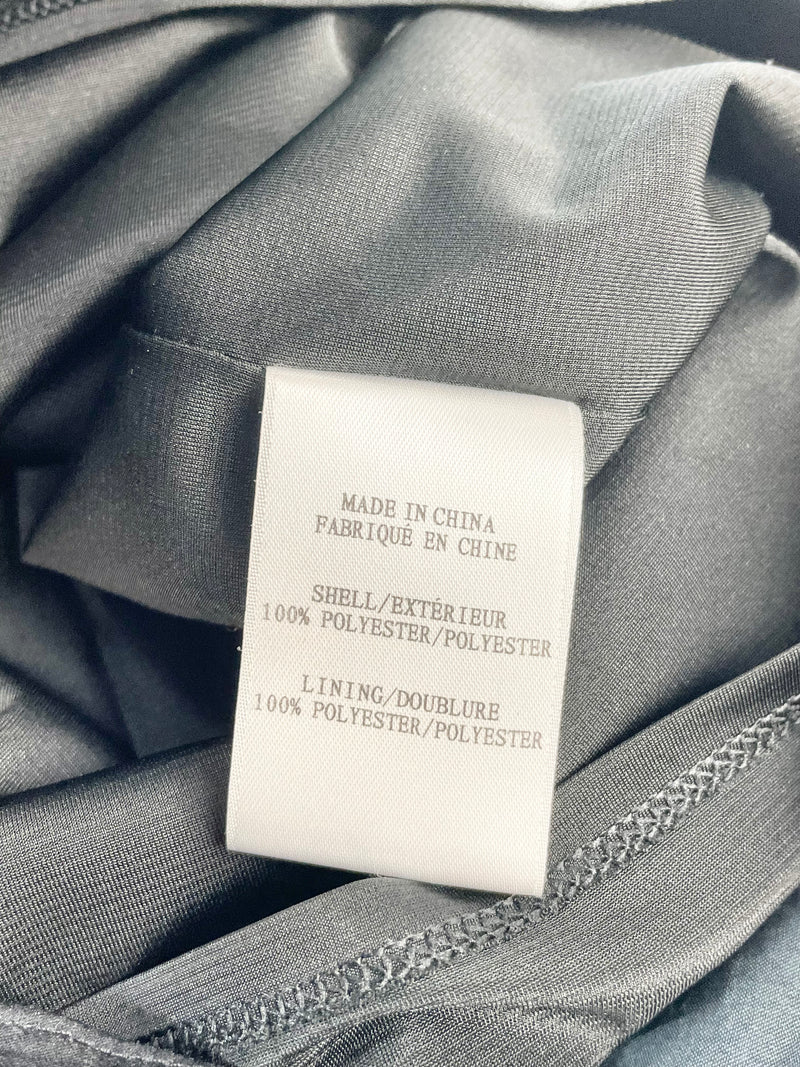 MADE IN CHINA
FABRIQUÉ EN CHINE
SHELL/EXTÉRIEUR
100% POLYESTER/POLYESTER
LINING/DOUBLURE
100% POLYESTER/POLYESTER